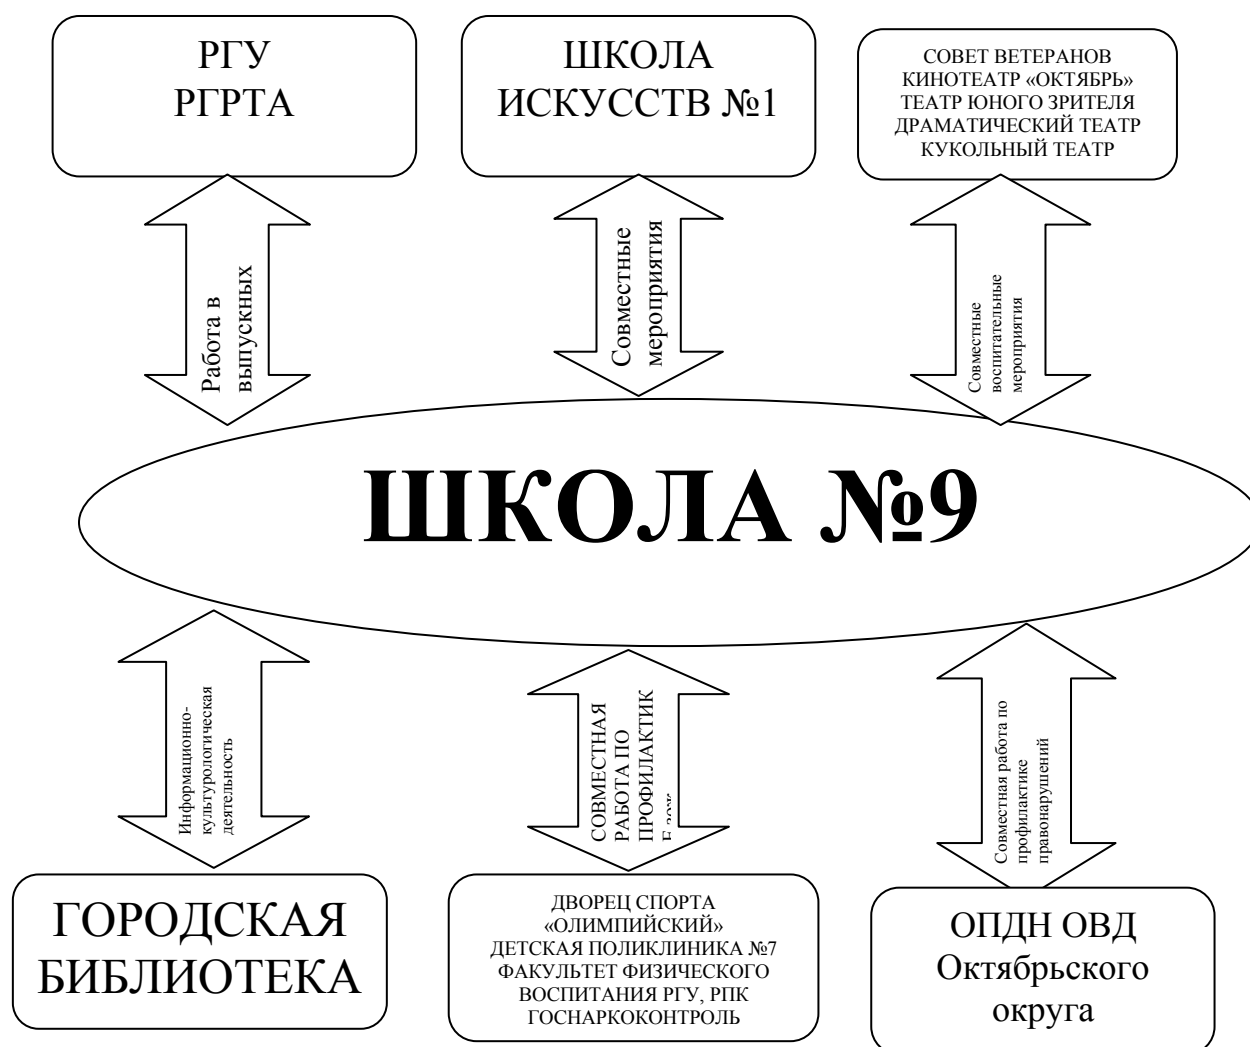 РГУ
РГРТА
ШКОЛА
ИСКУССТВ №1
СОВЕТ ВЕТЕРАНОВ
КИНОТЕАТР «ОКТЯБРЬ»
ТЕАТР ЮНОГО ЗРИТЕЛЯ
ДРАМАТИЧЕСКИЙ ТЕАТР
КУКОЛЬНЫЙ ТЕАТР
Работа в
выпускных
Совместные
мероприятия
Совместные
воспитательные
мероприятия
ШКОЛА №9
Информационно-
культурологическая
деятельность
СОВМЕСТНАЯ
РАБОТА ПО
ПРОФИЛАКТИК
Совместная работа по
профилактике
правонарушений
ГОРОДСКАЯ
БИБЛИОТЕКА
ДВОРЕЦ СПОРТА
«ОЛИМПИЙСКИЙ»
ДЕТСКАЯ ПОЛИКЛИНИКА №7
ФАКУЛЬТЕТ ФИЗИЧЕСКОГО
ВОСПИТАНИЯ РГУ, РПК
ГОСНАРКОКОНТРОЛЬ
ОПДН ОВД
Октябрьского
округа